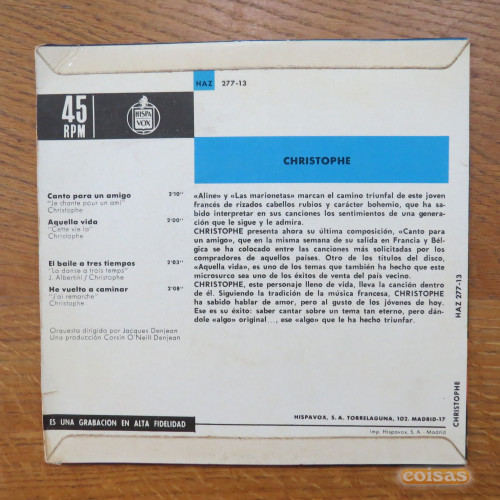 HAZ 277-13
45
RPM
HISPA
VOX
CHRISTOPHE
Canto para un amigo 2'10''
"Je chante pour un ami"
Christophe
Aquella vida 2'00''
"Cette vie la"
Christophe
El baile a tres tiempos 2'03''
"La danse a trois temps"
J. Albertini / Christophe
He vuelto a caminar 2'08''
"J'ai remarché"
Christophe
Orquesta dirigida por Jacques Denjean
Una producción Corsin O'Neill Denjean
«Aline» y «Las marionetas» marcan el camino triunfal de este joven
francés de rizados cabellos rubios y carácter bohemio, que ha sa-
bido interpretar en sus canciones los sentimientos de una genera-
ción que le sigue y le admira.
CHRISTOPHE presenta ahora su última composición, «Canto para
un amigo», que en la misma semana de su salida en Francia y Bél-
gica se ha colocado entre las canciones más solicitadas por los
compradores de aquellos países. Otro de los títulos del disco,
«Aquella vida», es uno de los temas que también ha hecho que este
microsurco sea uno de los éxitos de venta del país vecino.
CHRISTOPHE, este personaje lleno de vida, lleva la canción dentro
de él. Siguiendo la tradición de la música francesa, CHRISTOPHE
ha sabido hablar de amor, pero al gusto de los jóvenes de hoy.
Ese es su éxito: saber cantar sobre un tema tan eterno, pero dán-
dole «algo» original..., ese «algo» que le ha hecho triunfar.
HAZ 277-13
CHRISTOPHE
ES UNA GRABACION EN ALTA FIDELIDAD
HISPAVOX, S. A. TORRELAGUNA, 102. MADRID-17
Imp. Hispavox, S. A. - Madrid
coisas